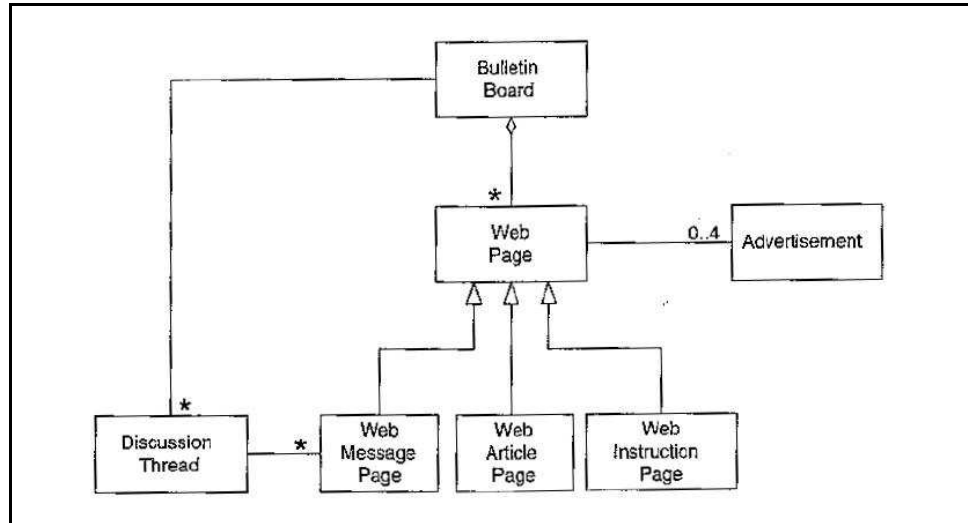 Bulletin
Board
*
Web
Page
0..4
Advertisement
*
Discussion
Thread
*
Web
Message
Page
Web
Article
Page
Web
Instruction
Page